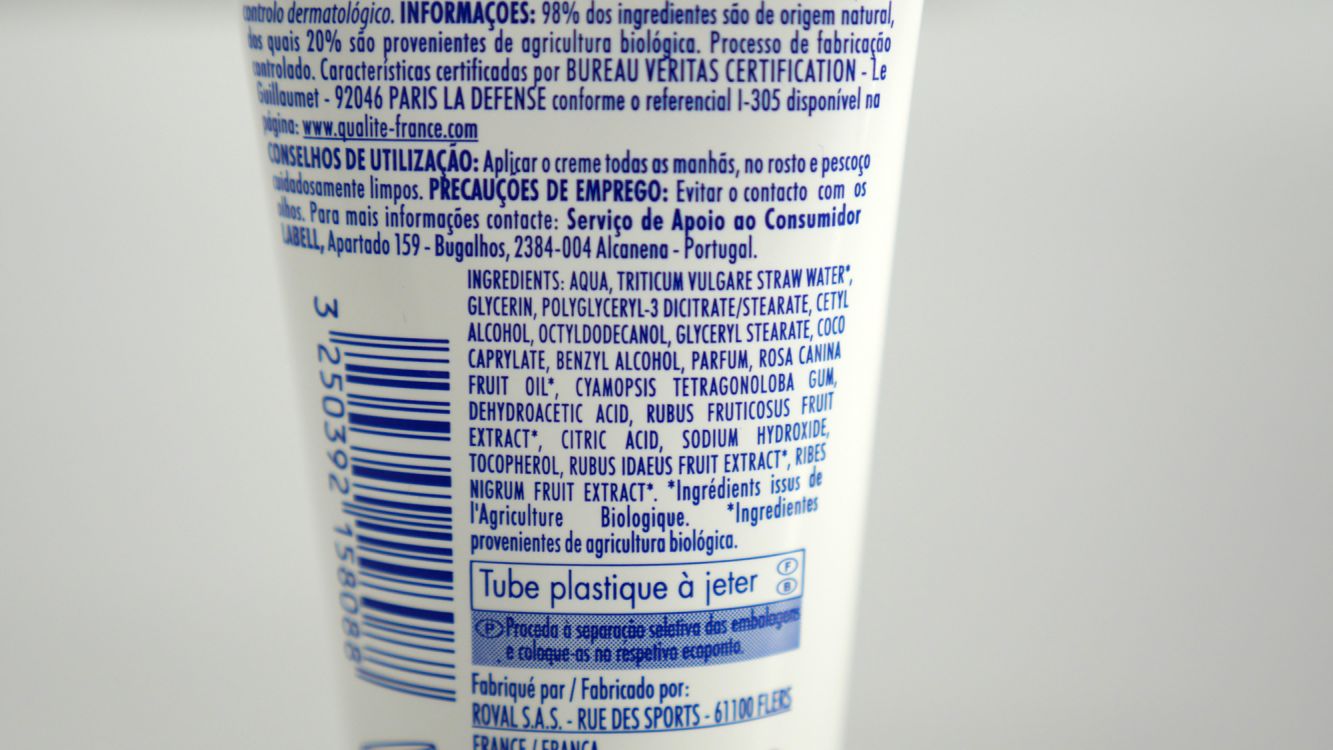 controlo dermatológico. INFORMAÇÕES: 98% dos ingredientes são de origem natural,
dos quais 20% são provenientes de agricultura biológica. Processo de fabricação
controlado. Características certificadas por BUREAU VERITAS CERTIFICATION - Le
Guillaumet - 92046 PARIS LA DEFENSE conforme o referencial I-305 disponível na
página: www.qualite-france.com
CONSELHOS DE UTILIZAÇÃO: Aplicar o creme todas as manhãs, no rosto e pescoço
cuidadosamente limpos. PRECAUÇÕES DE EMPREGO: Evitar o contacto com os
olhos. Para mais informações contacte: Serviço de Apoio ao Consumidor
LABELL, Apartado 159 - Bugalhos, 2384-004 Alcanena - Portugal.
INGREDIENTS: AQUA, TRITICUM VULGARE STRAW WATER*,
GLYCERIN, POLYGLYCERYL-3 DICITRATE/STEARATE, CETYL
ALCOHOL, OCTYLDODECANOL, GLYCERYL STEARATE, COCO
CAPRYLATE, BENZYL ALCOHOL, PARFUM, ROSA CANINA
FRUIT OIL*, CYAMOPSIS TETRAGONOLOBA GUM,
DEHYDROACETIC ACID, RUBUS FRUTICOSUS FRUIT
EXTRACT*, CITRIC ACID, SODIUM HYDROXIDE,
TOCOPHEROL, RUBUS IDAEUS FRUIT EXTRACT*, RIBES
NIGRUM FRUIT EXTRACT*. *Ingrédients issus de
l'Agriculture Biologique. *Ingredientes
provenientes de agricultura biológica.
3 250392 158088
Tube plastique à jeter F B
P Proceda à separação seletiva das embalagens
e coloque-as no respetivo ecoponto.
Fabriqué par / Fabricado por:
ROVAL S.A.S. - RUE DES SPORTS - 61100 FLERS
FRANCE / FRANÇA